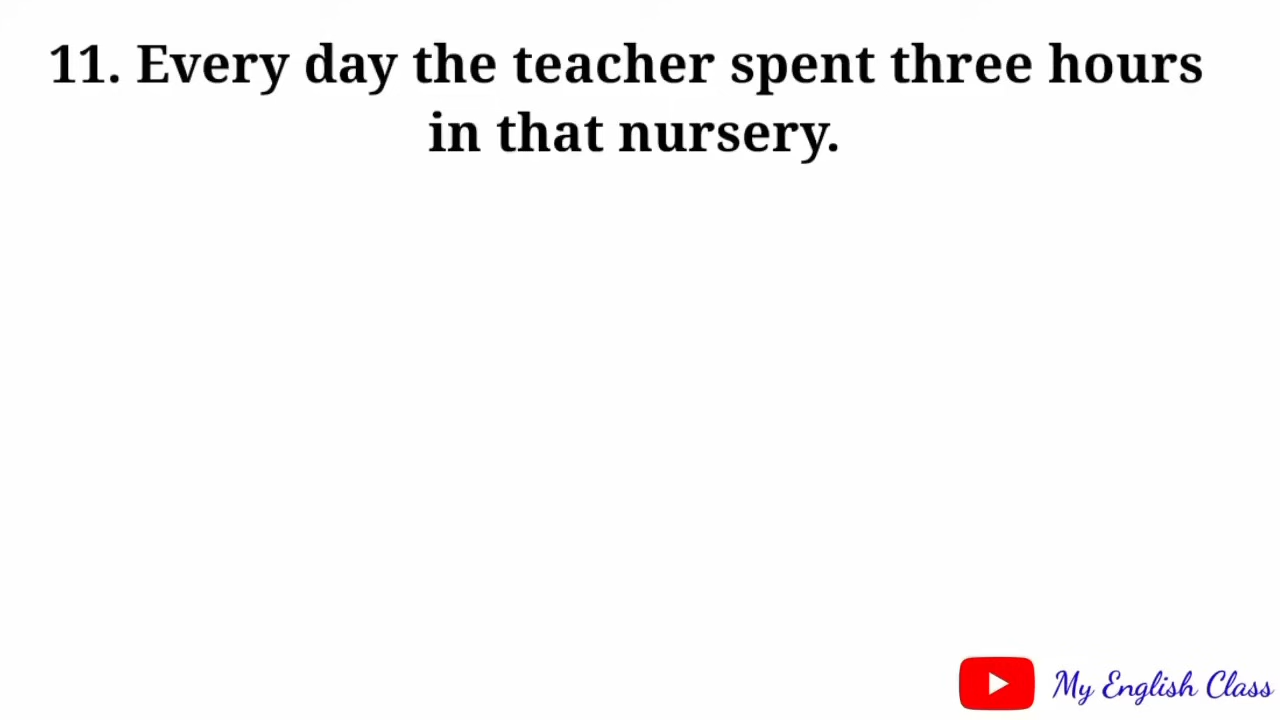 11. Every day the teacher spent three hours
in that nursery.
My English Class